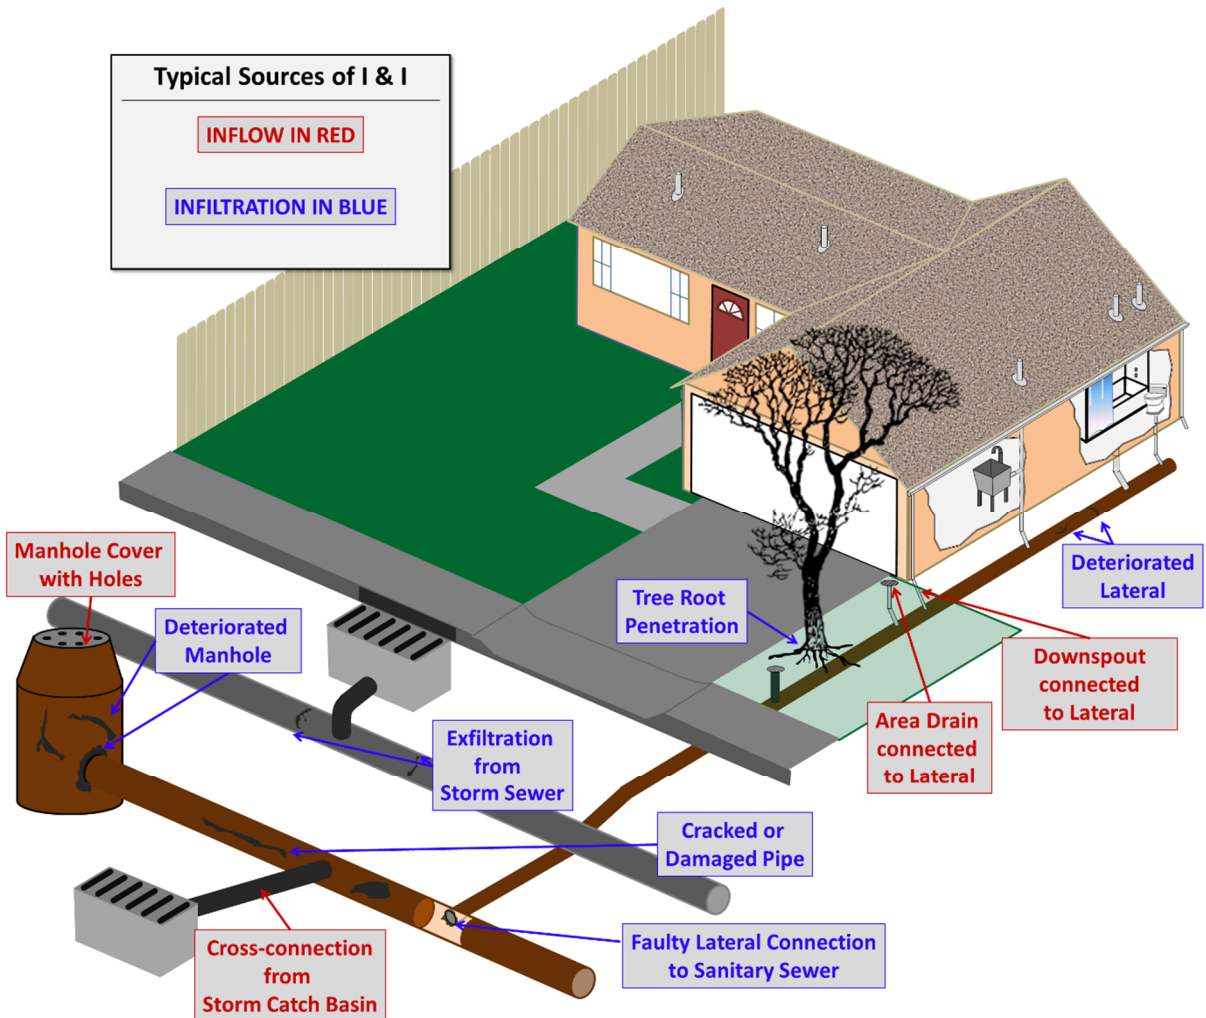 Typical Sources of I & I
INFLOW IN RED
INFILTRATION IN BLUE
Manhole Cover
with Holes
Deteriorated
Manhole
Tree Root
Penetration
Deteriorated
Lateral
Downspout
connected
to Lateral
Area Drain
connected
to Lateral
Exfiltration
from
Storm Sewer
Cracked or
Damaged Pipe
Faulty Lateral Connection
to Sanitary Sewer
Cross-connection
from
Storm Catch Basin